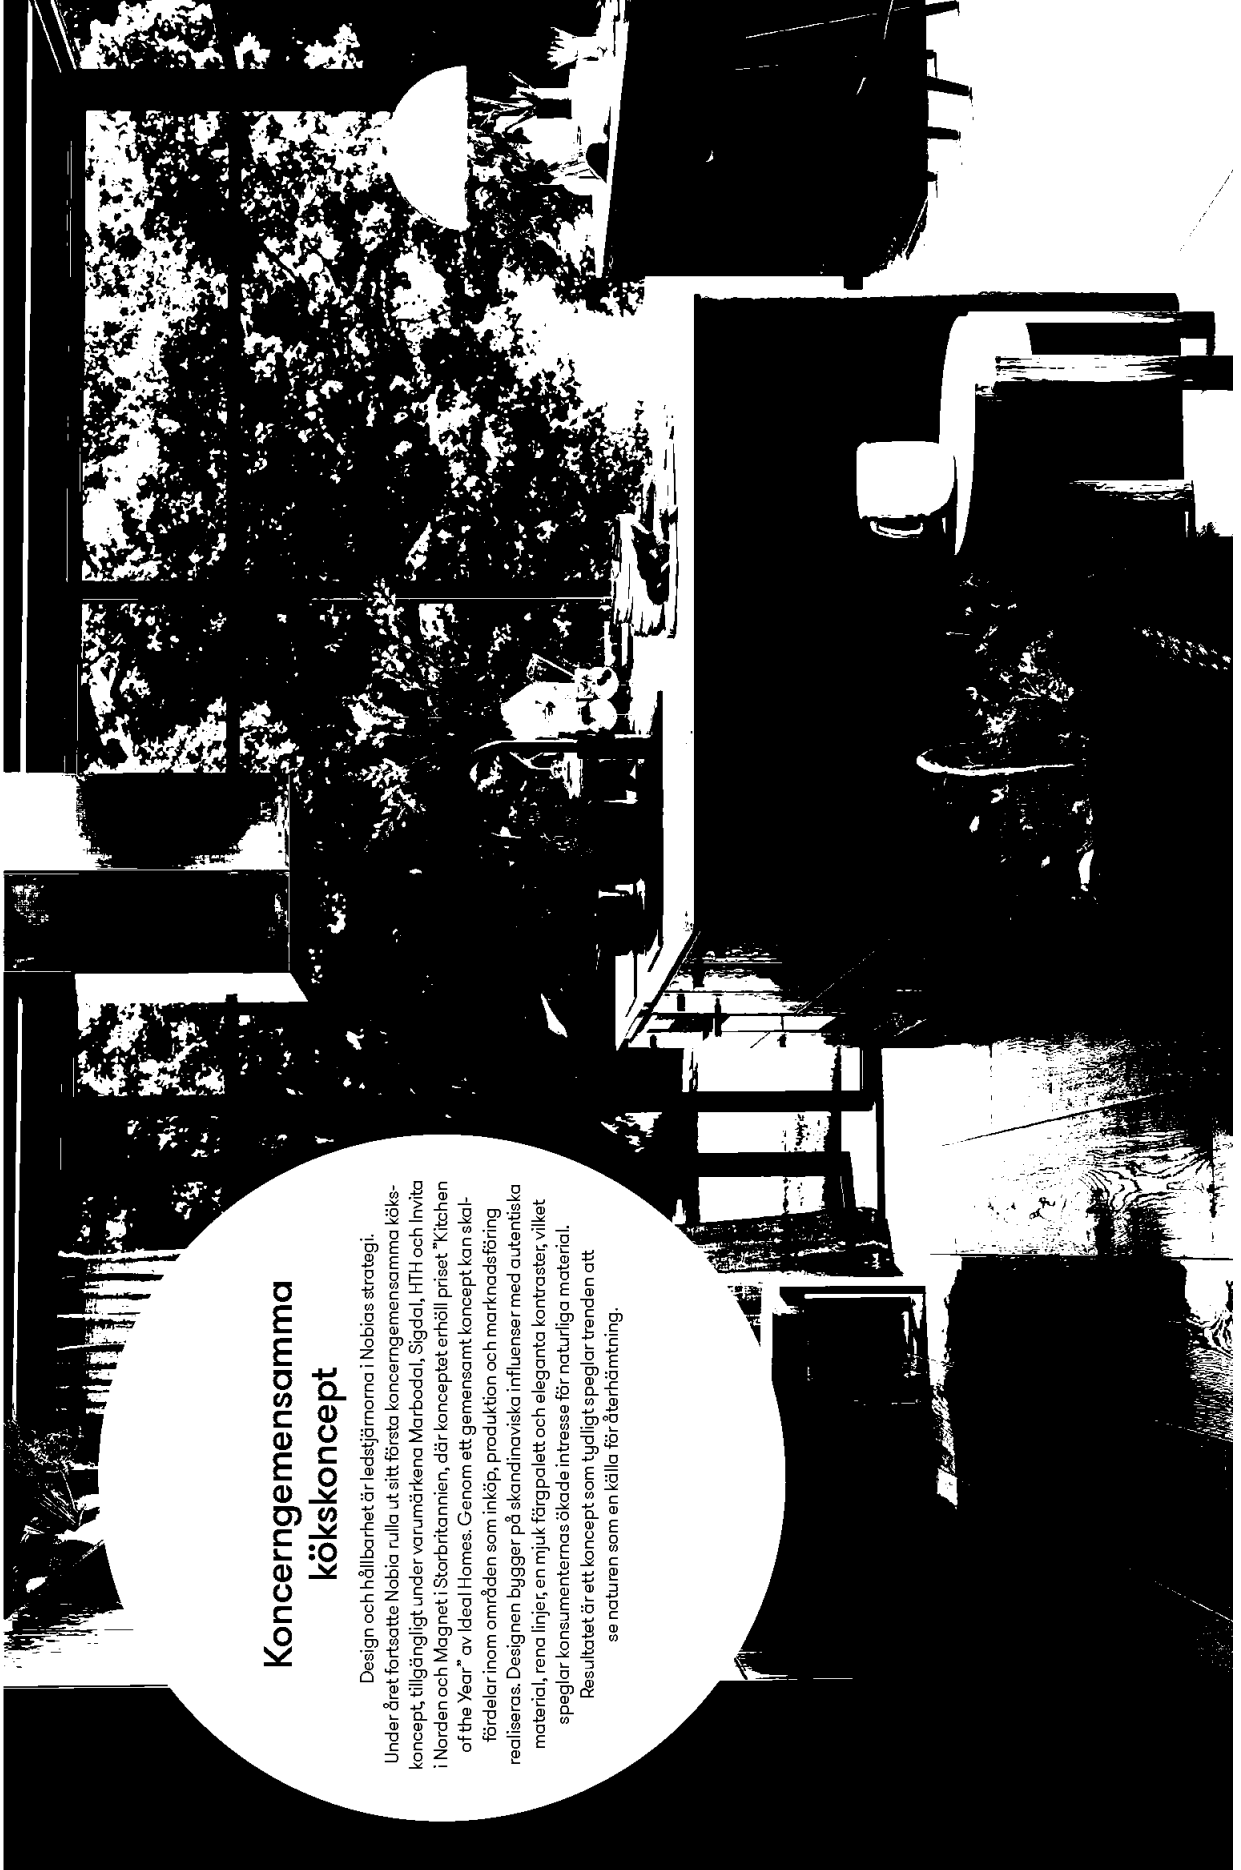 Koncerngemensamma
kökskoncept
Design och hållbarhet är ledstjärnorna i Nobias strategi.
Under året fortsatte Nobia rulla ut sitt första koncerngemensamma köks-
koncept, tillgängligt under varumärkena Marbodal, Sigdal, HTH och Invita
i Norden och Magnet i Storbritannien, där konceptet erhöll priset ”Kitchen
of the Year” av Ideal Homes. Genom ett gemensamt koncept kan skal-
fördelar inom områden som inköp, produktion och marknadsföring
realiseras. Designen bygger på skandinaviska influenser med autentiska
material, rena linjer, en mjuk färgpalett och eleganta kontraster, vilket
speglar konsumenternas ökade intresse för naturliga material.
Resultatet är ett koncept som tydligt speglar trenden att
se naturen som en källa för återhämtning.